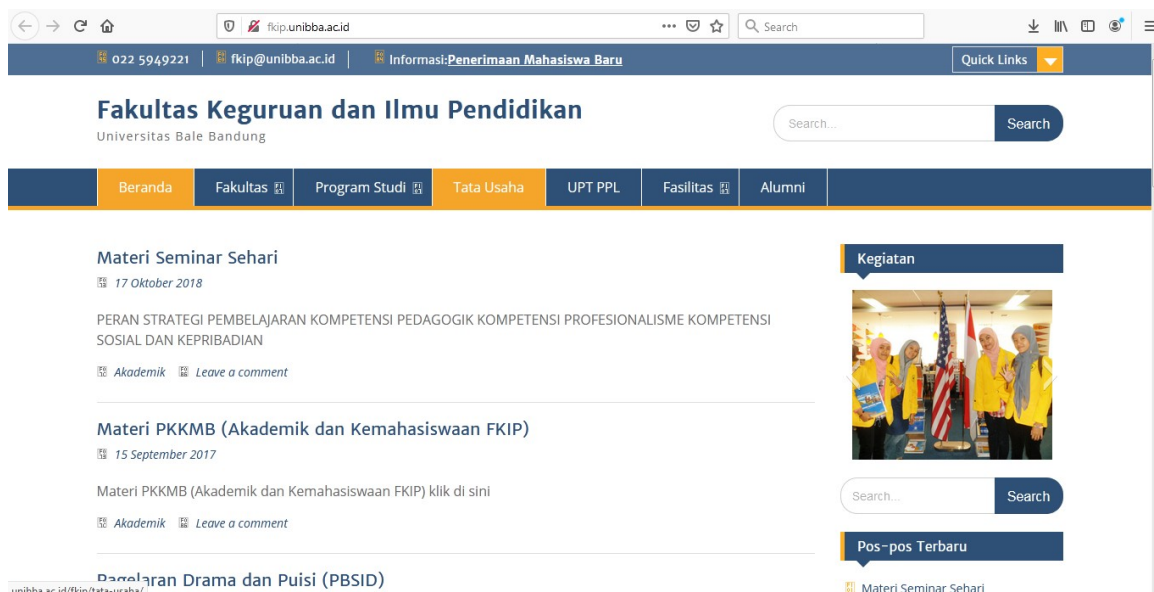 fkip.unibba.ac.id
Search
022 5949221
fkip@unibba.ac.id
Informasi:Penerimaan Mahasiswa Baru
Quick Links
Fakultas Keguruan dan Ilmu Pendidikan
Universitas Bale Bandung
Search...
Search
Beranda
Fakultas
Program Studi
Tata Usaha
UPT PPL
Fasilitas
Alumni
Materi Seminar Sehari
17 Oktober 2018
PERAN STRATEGI PEMBELAJARAN KOMPETENSI PEDAGOGIK KOMPETENSI PROFESIONALISME KOMPETENSI
SOSIAL DAN KEPRIBADIAN
Akademik
Leave a comment
Materi PKKMB (Akademik dan Kemahasiswaan FKIP)
15 September 2017
Materi PKKMB (Akademik dan Kemahasiswaan FKIP) klik di sini
Akademik
Leave a comment
Pagelaran Drama dan Puisi (PBSID)
unibba.ac.id/fkip/tata-usaha/
Kegiatan
Search...
Search
Pos-pos Terbaru
Materi Seminar Sehari